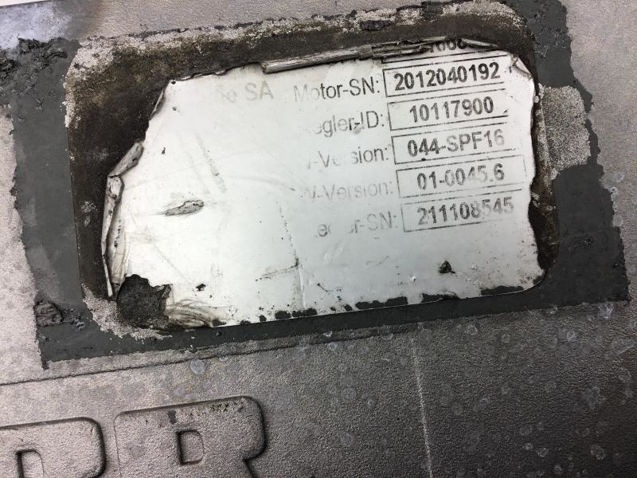 SA
Motor-SN: 2012040192
egler-ID: 10117900
-Version: 044-SPF16
-Version: 01-0045.6
-SN: 211108545